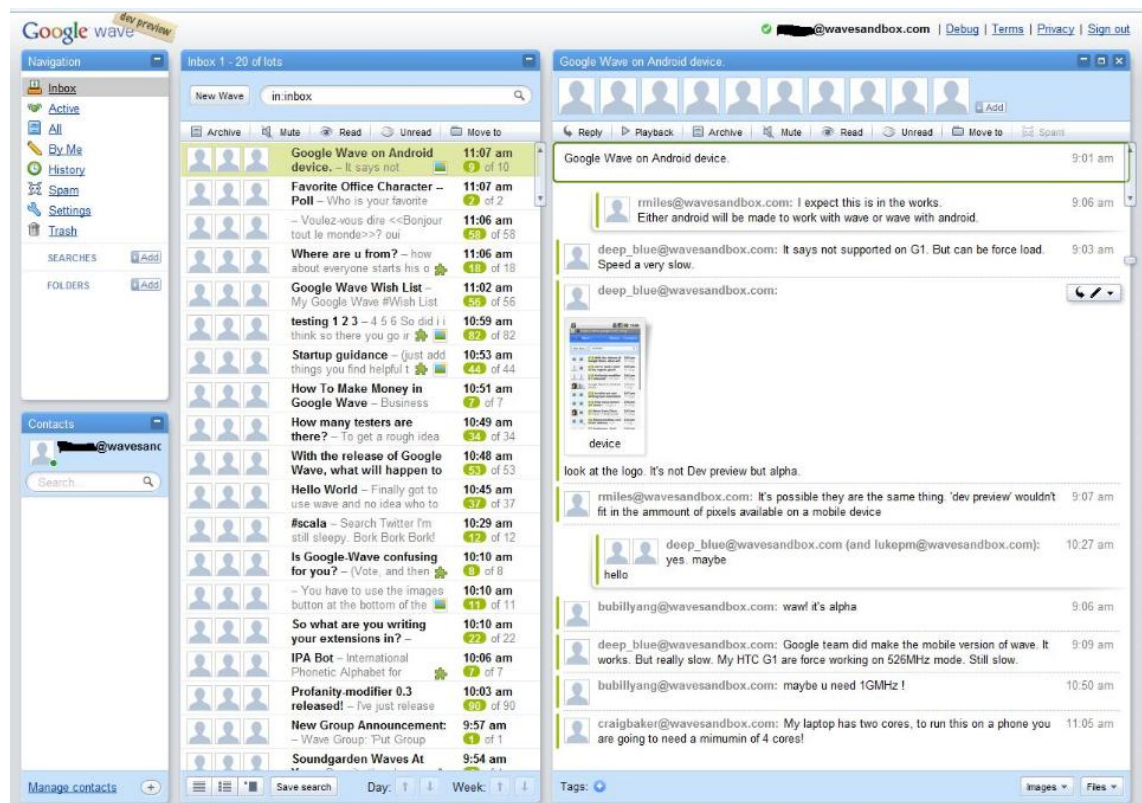 Google wave
dev preview
@wavesandbox.com | Debug | Terms | Privacy | Sign out
Navigation
Inbox
Active
All
By Me
History
Spam
Settings
Trash
SEARCHES Add
FOLDERS Add
Contacts
@wavesanc
Search...
Manage contacts
Inbox 1 - 20 of lots
New Wave in:inbox
Archive Mute Read Unread Move to
Google Wave on Android 11:07 am
device. – It says not 9 of 10
Favorite Office Character -- 11:07 am
Poll – Who is your favorite 2 of 2
– Voulez-vous dire <<Bonjour 11:06 am
tout le monde>>? oui 58 of 58
Where are u from? – how 11:06 am
about everyone starts his o 18 of 18
Google Wave Wish List – 11:02 am
My Google Wave #Wish List 56 of 56
testing 1 2 3 – 4 5 6 So did i i 10:59 am
think so there you go ir 82 of 82
Startup guidance – (just add 10:53 am
things you find helpful t 44 of 44
How To Make Money in 10:51 am
Google Wave – Business 7 of 7
How many testers are 10:49 am
there? – To get a rough idea 34 of 34
With the release of Google 10:48 am
Wave, what will happen to 53 of 53
Hello World – Finally got to 10:45 am
use wave and no idea who to 37 of 37
#scala – Search Twitter I'm 10:29 am
still sleepy. Bork Bork Bork! 12 of 12
Is Google-Wave confusing 10:10 am
for you? – (Vote, and then 8 of 8
– You have to use the images 10:10 am
button at the bottom of the 11 of 11
So what are you writing 10:10 am
your extensions in? – 22 of 22
IPA Bot – International 10:06 am
Phonetic Alphabet for 7 of 7
Profanity-modifier 0.3 10:03 am
released! – I've just release 90 of 90
New Group Announcement: 9:57 am
– Wave Group: 'Put Group 1 of 1
Soundgarden Waves At 9:54 am
Save search Day: Week:
Google Wave on Android device.
Add
Reply Playback Archive Mute Read Unread Move to Spam
Google Wave on Android device. 9:01 am
rmiles@wavesandbox.com: I expect this is in the works. 9:06 am
Either android will be made to work with wave or wave with android.
deep_blue@wavesandbox.com: It says not supported on G1. But can be force load. 9:03 am
Speed a very slow.
deep_blue@wavesandbox.com:
device
look at the logo. It's not Dev preview but alpha.
rmiles@wavesandbox.com: It's possible they are the same thing. 'dev preview' wouldn't 9:07 am
fit in the ammount of pixels available on a mobile device
deep_blue@wavesandbox.com (and lukepm@wavesandbox.com): 10:27 am
yes. maybe
hello
bubillyang@wavesandbox.com: waw! it's alpha 9:06 am
deep_blue@wavesandbox.com: Google team did make the mobile version of wave. It 9:09 am
works. But really slow. My HTC G1 are force working on 526MHz mode. Still slow.
bubillyang@wavesandbox.com: maybe u need 1GMHz ! 10:50 am
craigbaker@wavesandbox.com: My laptop has two cores, to run this on a phone you 11:05 am
are going to need a mimumin of 4 cores!
Tags: Images Files